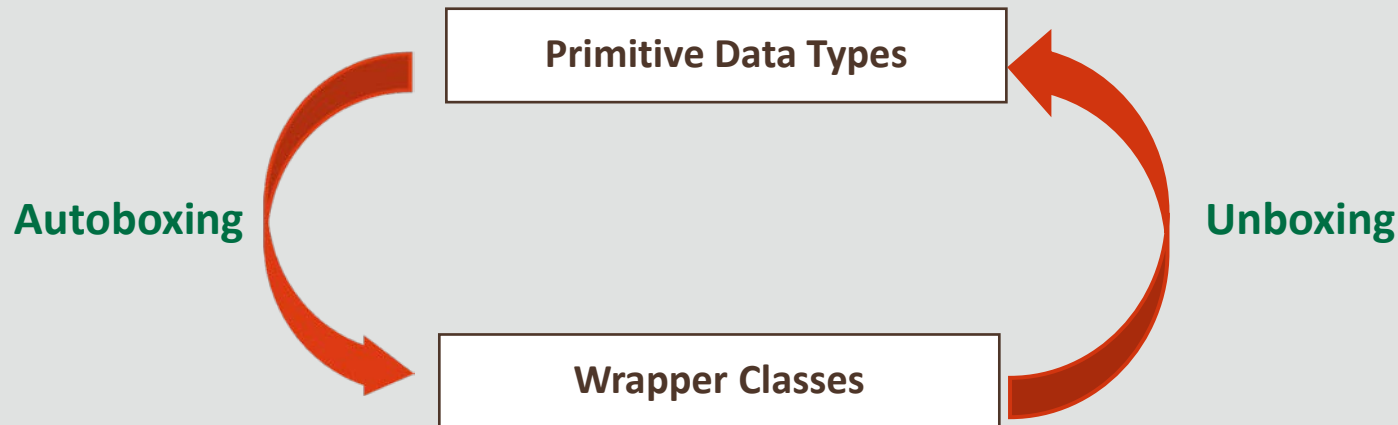 Primitive Data Types
Autoboxing
Unboxing
Wrapper Classes